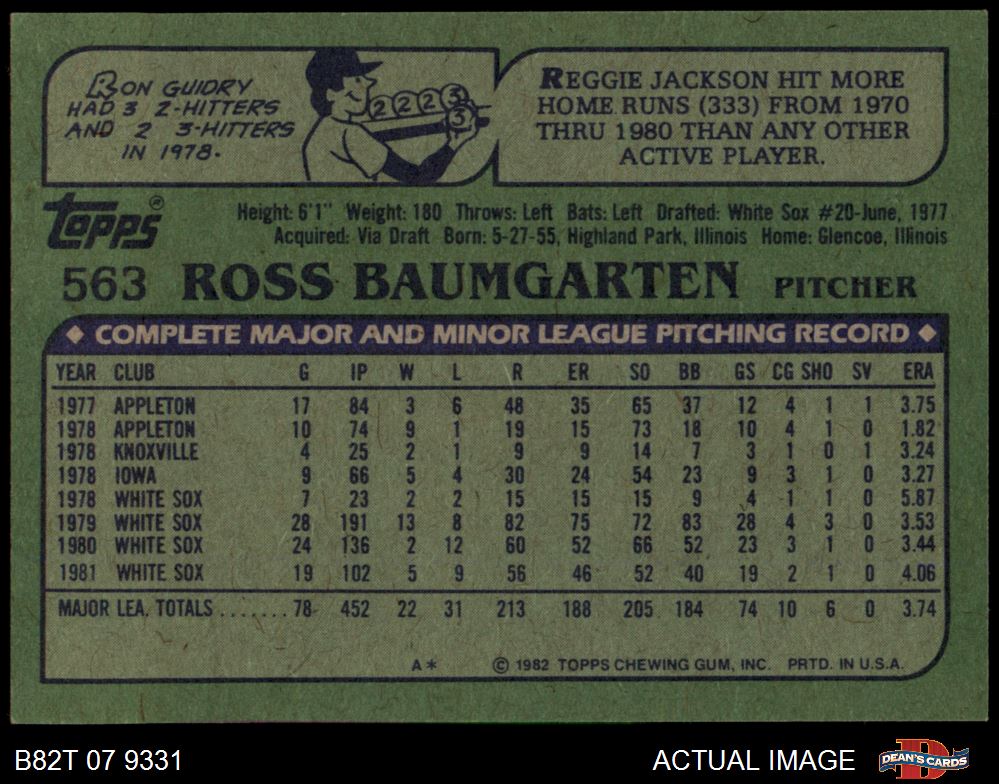 RON GUIDRY
HAD 3 2-HITTERS
AND 2 3-HITTERS
IN 1978.
2 2 2 3 3
REGGIE JACKSON HIT MORE
HOME RUNS (333) FROM 1970
THRU 1980 THAN ANY OTHER
ACTIVE PLAYER.
TOPPS®
Height: 6'1" Weight: 180 Throws: Left Bats: Left Drafted: White Sox #20-June, 1977
Acquired: Via Draft Born: 5-27-55, Highland Park, Illinois Home: Glencoe, Illinois
563 ROSS BAUMGARTEN PITCHER
◆ COMPLETE MAJOR AND MINOR LEAGUE PITCHING RECORD ◆
YEAR CLUB G IP W L R ER SO BB GS CG SHO SV ERA
1977 APPLETON 17 84 3 6 48 35 65 37 12 4 1 1 3.75
1978 APPLETON 10 74 9 1 19 15 73 18 10 4 1 0 1.82
1978 KNOXVILLE 4 25 2 1 9 9 14 7 3 1 0 1 3.24
1978 IOWA 9 66 5 4 30 24 54 23 9 3 1 0 3.27
1978 WHITE SOX 7 23 2 2 15 15 15 9 4 1 1 0 5.87
1979 WHITE SOX 28 191 13 8 82 75 72 83 28 4 3 0 3.53
1980 WHITE SOX 24 136 2 12 60 52 66 52 23 3 1 0 3.44
1981 WHITE SOX 19 102 5 9 56 46 52 40 19 2 1 0 4.06
MAJOR LEA. TOTALS ....... 78 452 22 31 213 188 205 184 74 10 6 0 3.74
A* © 1982 TOPPS CHEWING GUM, INC. PRTD. IN U.S.A.
B82T 07 9331 ACTUAL IMAGE DEAN'S CARDS